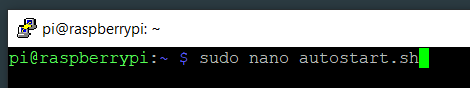 pi@raspberrypi: ~
pi@raspberrypi:~ $ sudo nano autostart.sh